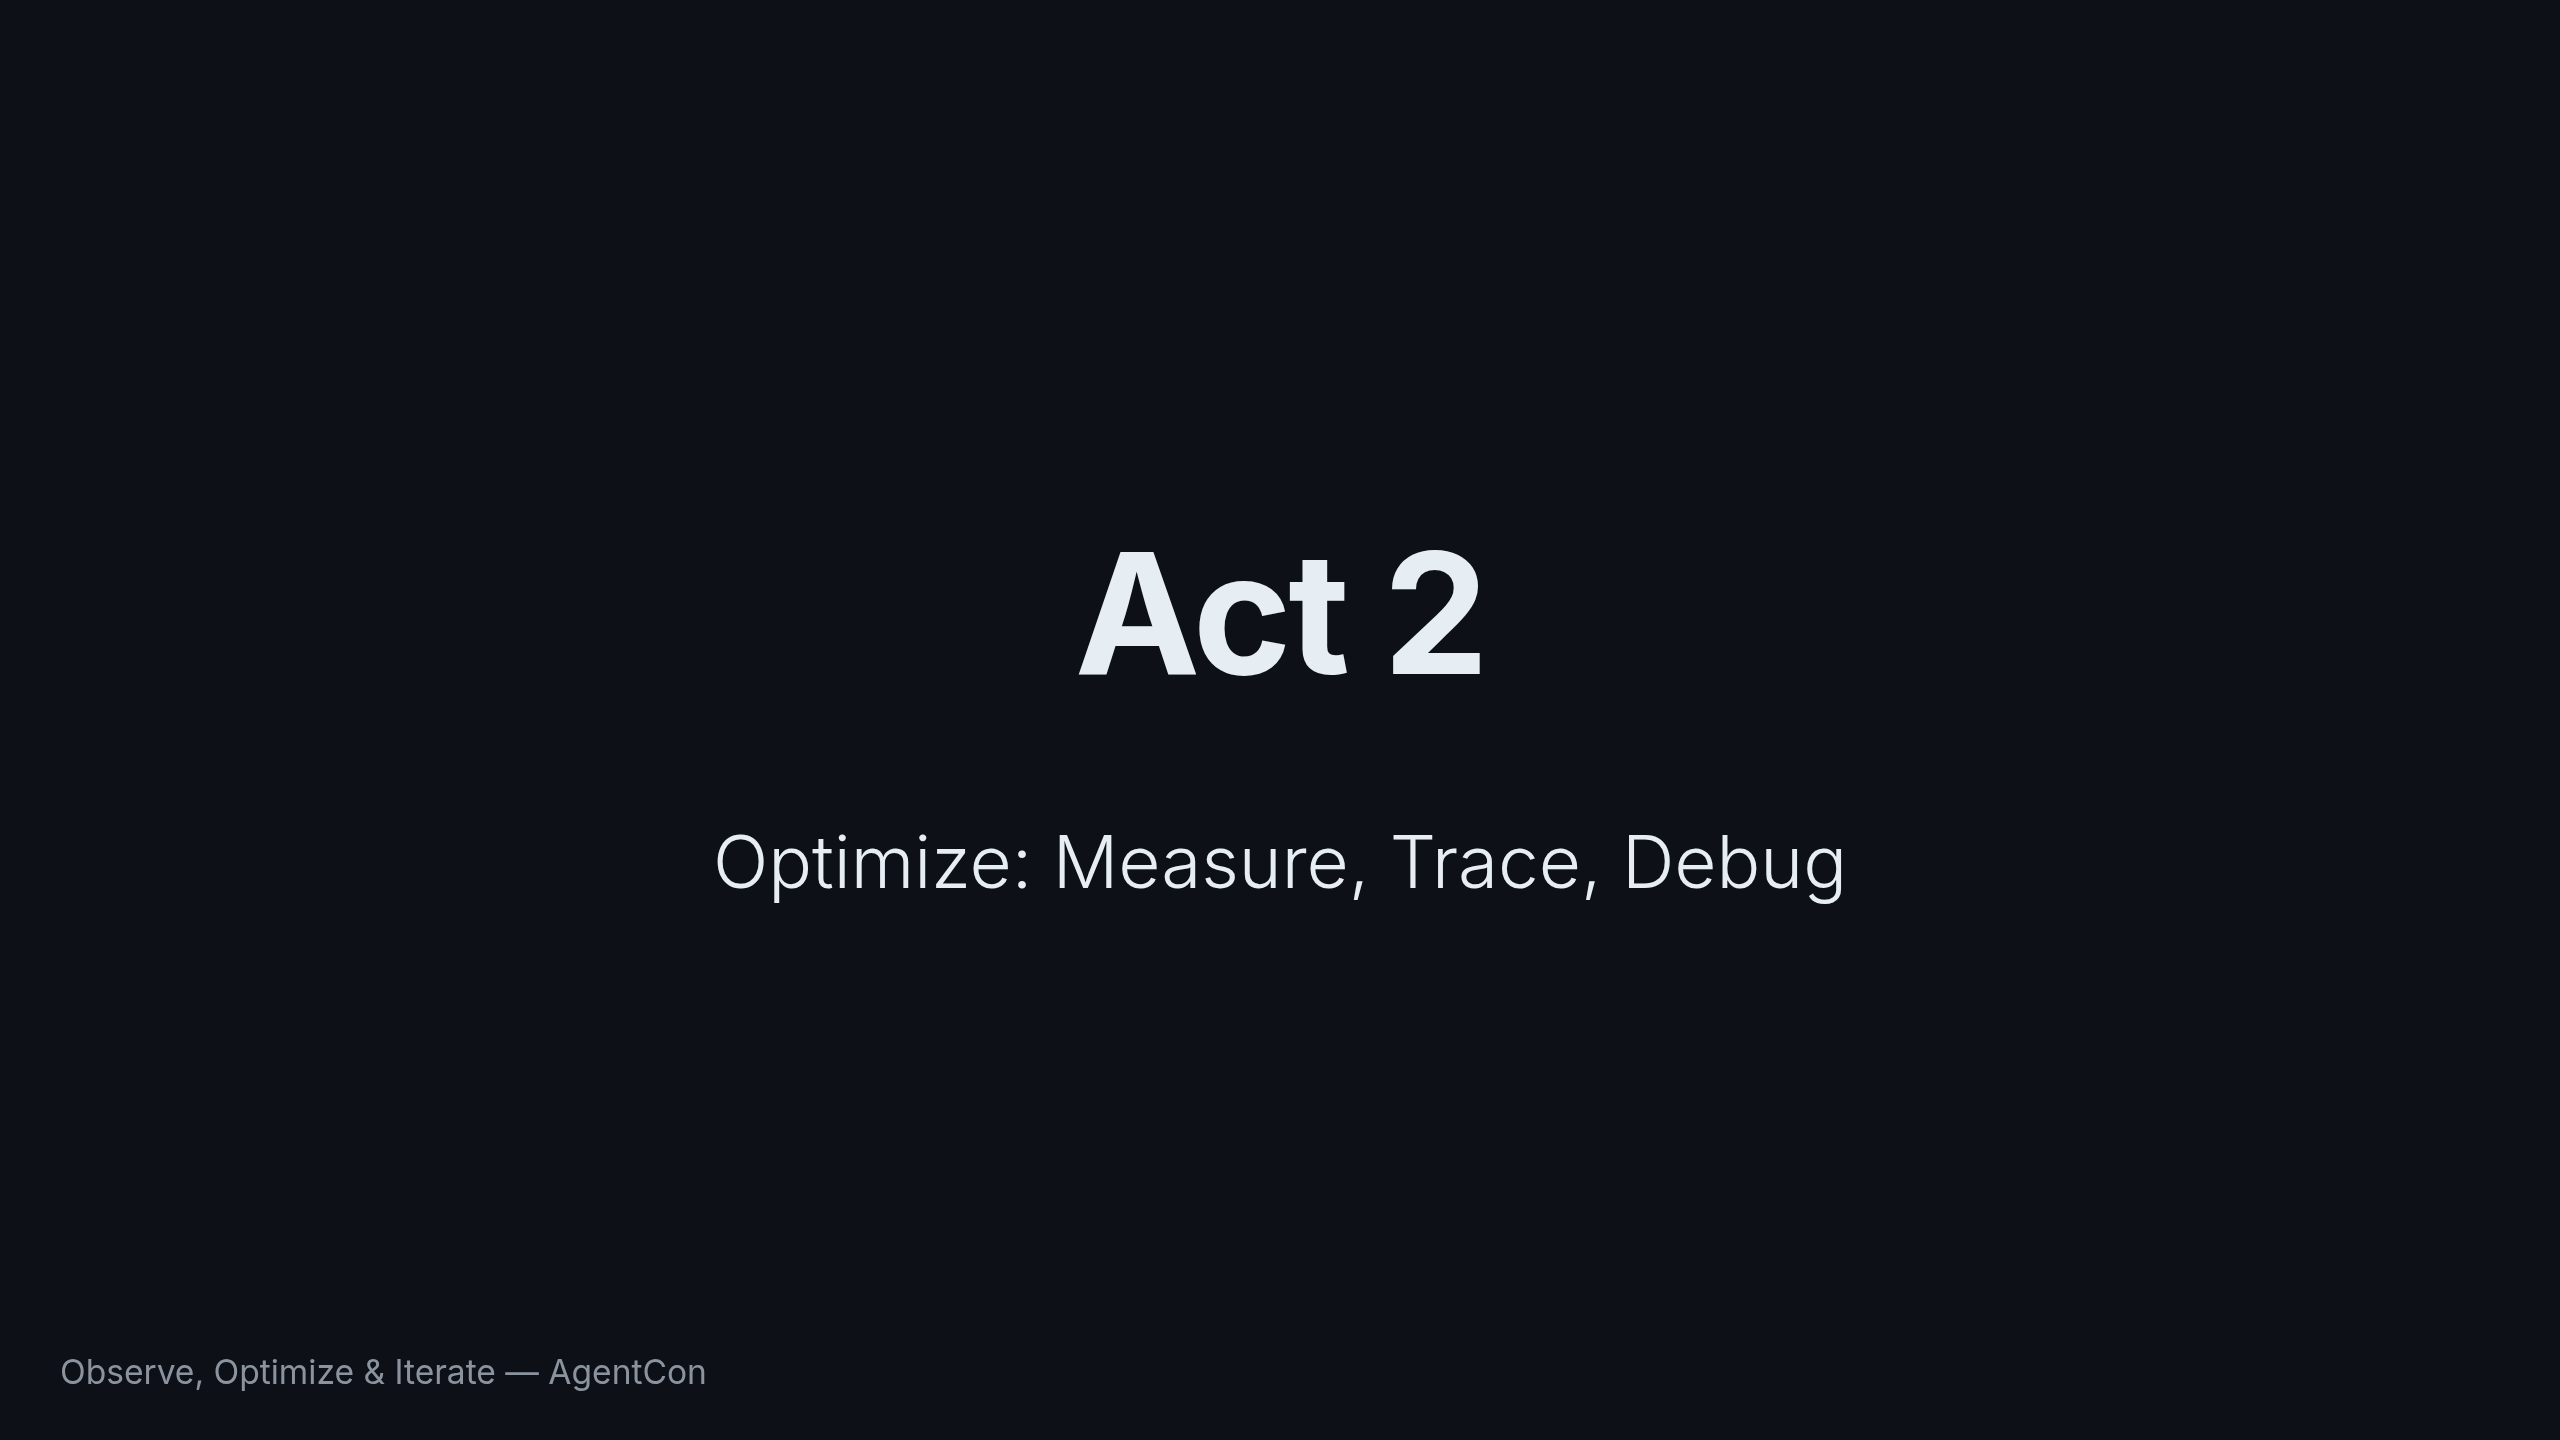 Act 2
Optimize: Measure, Trace, Debug
Observe, Optimize & Iterate — AgentCon